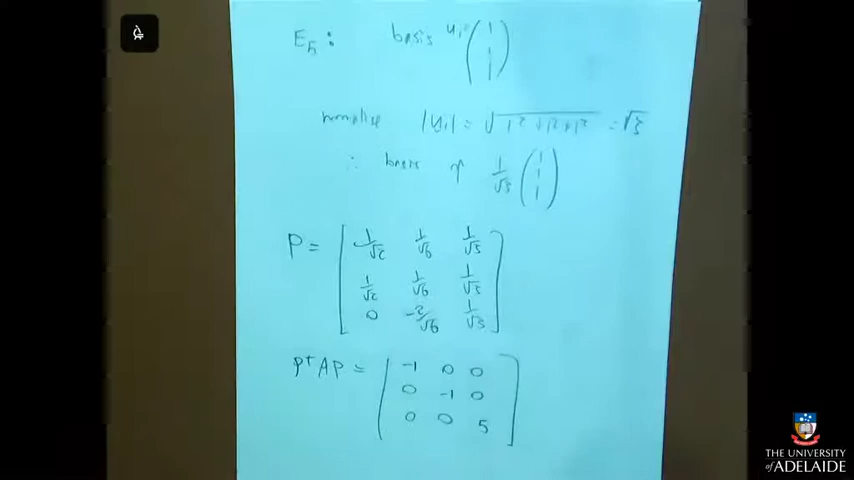 E₅: basis u₁= (1 1 1)
normalise |u₁| = √1²+1²+1² = √3
∴ basis of 1/√3 (1 1 1)
P = [ -1/√2 1/√6 1/√3
1/√2 1/√6 1/√3
0 -2/√6 1/√3 ]
PᵀAP = [ -1 0 0
0 -1 0
0 0 5 ]
THE UNIVERSITY
of ADELAIDE